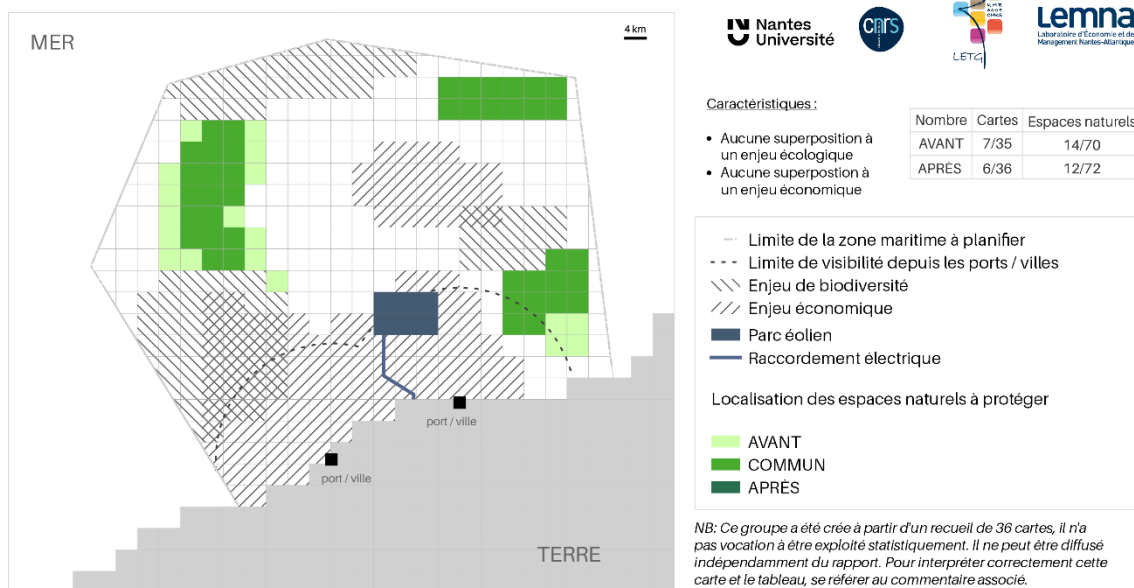 MER
4 km
Nantes
Université
cnrs
LETG
Lemna
Laboratoire d'Économie et de
Management Nantes-Atlantique
Caractéristiques :
• Aucune superposition à
un enjeu écologique
• Aucune superpostion à
un enjeu économique
Nombre Cartes Espaces naturels
AVANT 7/35 14/70
APRÈS 6/36 12/72
Limite de la zone maritime à planifier
Limite de visibilité depuis les ports / villes
Enjeu de biodiversité
Enjeu économique
Parc éolien
Raccordement électrique
Localisation des espaces naturels à protéger
AVANT
COMMUN
APRÈS
port / ville
port / ville
TERRE
NB: Ce groupe a été crée à partir d'un recueil de 36 cartes, il n'a
pas vocation à être exploité statistiquement. Il ne peut être diffusé
indépendamment du rapport. Pour interpréter correctement cette
carte et le tableau, se référer au commentaire associé.